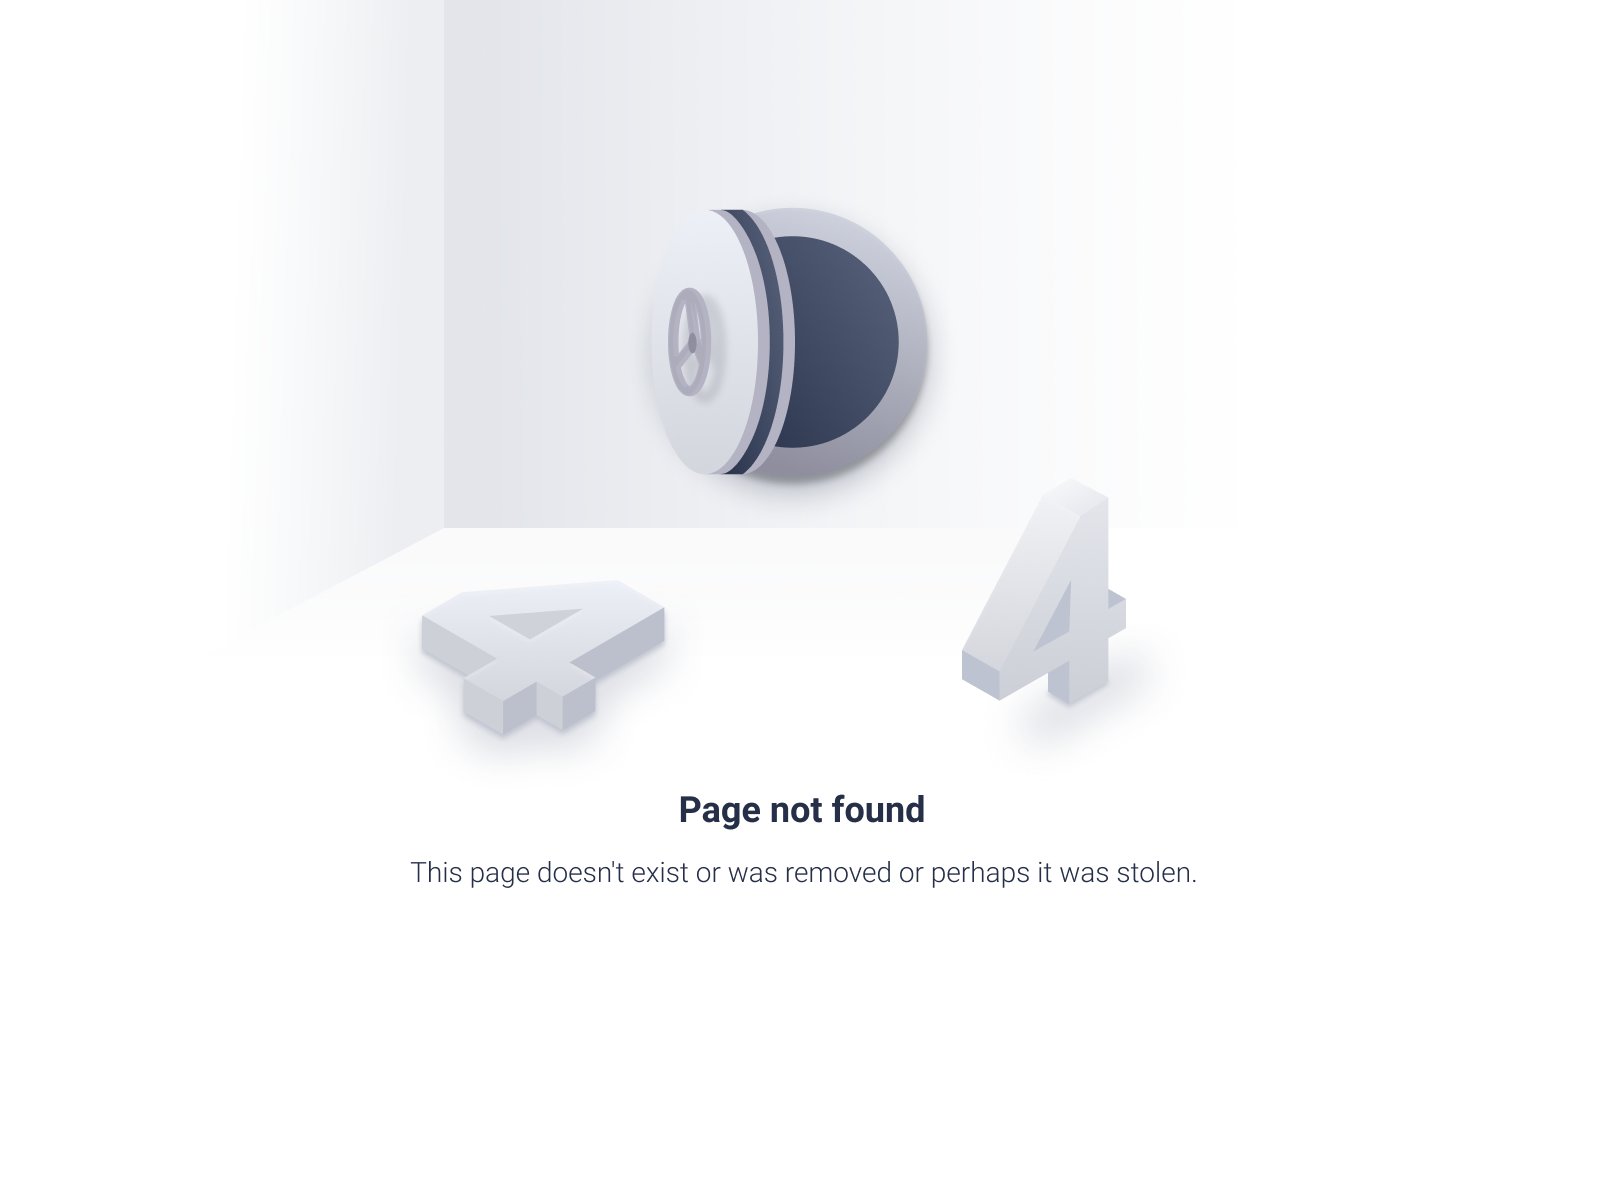 4 4
Page not found
This page doesn't exist or was removed or perhaps it was stolen.